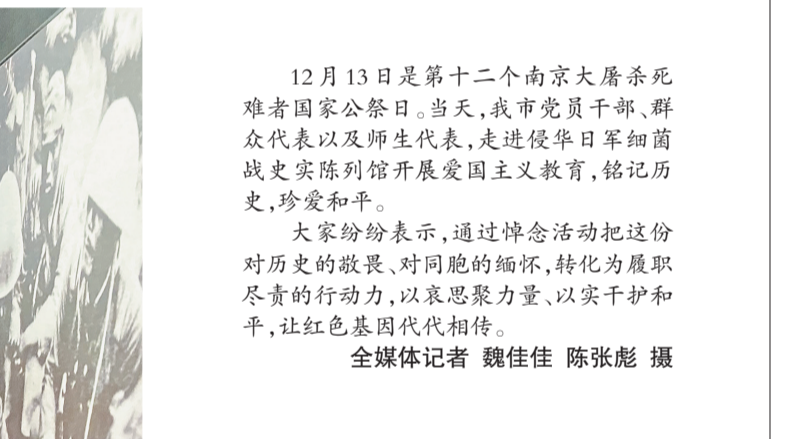 12月13日是第十二个南京大屠杀死
难者国家公祭日。当天，我市党员干部、群
众代表以及师生代表，走进侵华日军细菌
战史实陈列馆开展爱国主义教育，铭记历
史，珍爱和平。
大家纷纷表示，通过悼念活动把这份
对历史的敬畏、对同胞的缅怀，转化为履职
尽责的行动力，以哀思聚力量、以实干护和
平，让红色基因代代相传。
全媒体记者 魏佳佳 陈张彪 摄